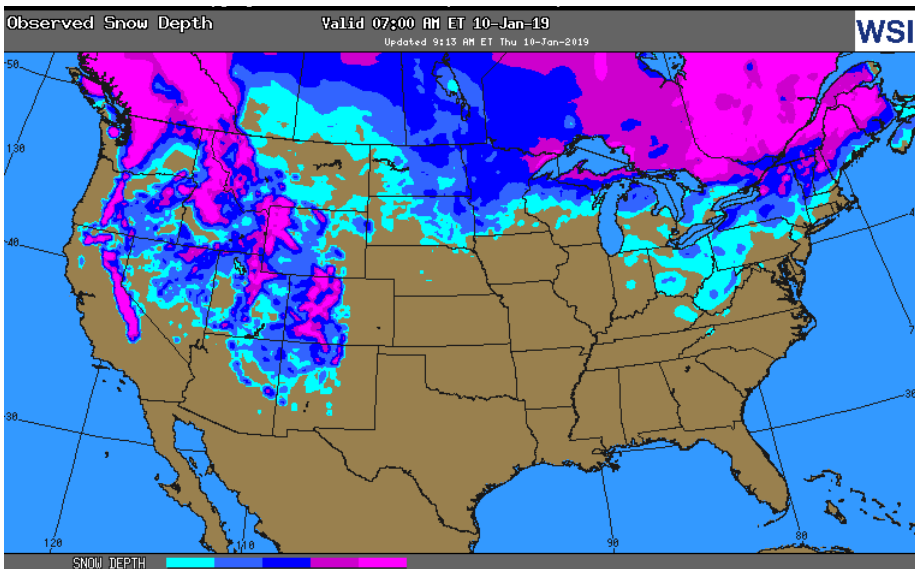 Observed Snow Depth
Valid 07:00 AM ET 10-Jan-19
Updated 9:13 AM ET Thu 10-Jan-2019
WSI
50
130
40
30
120
110
90
80
30
SNOW DEPTH